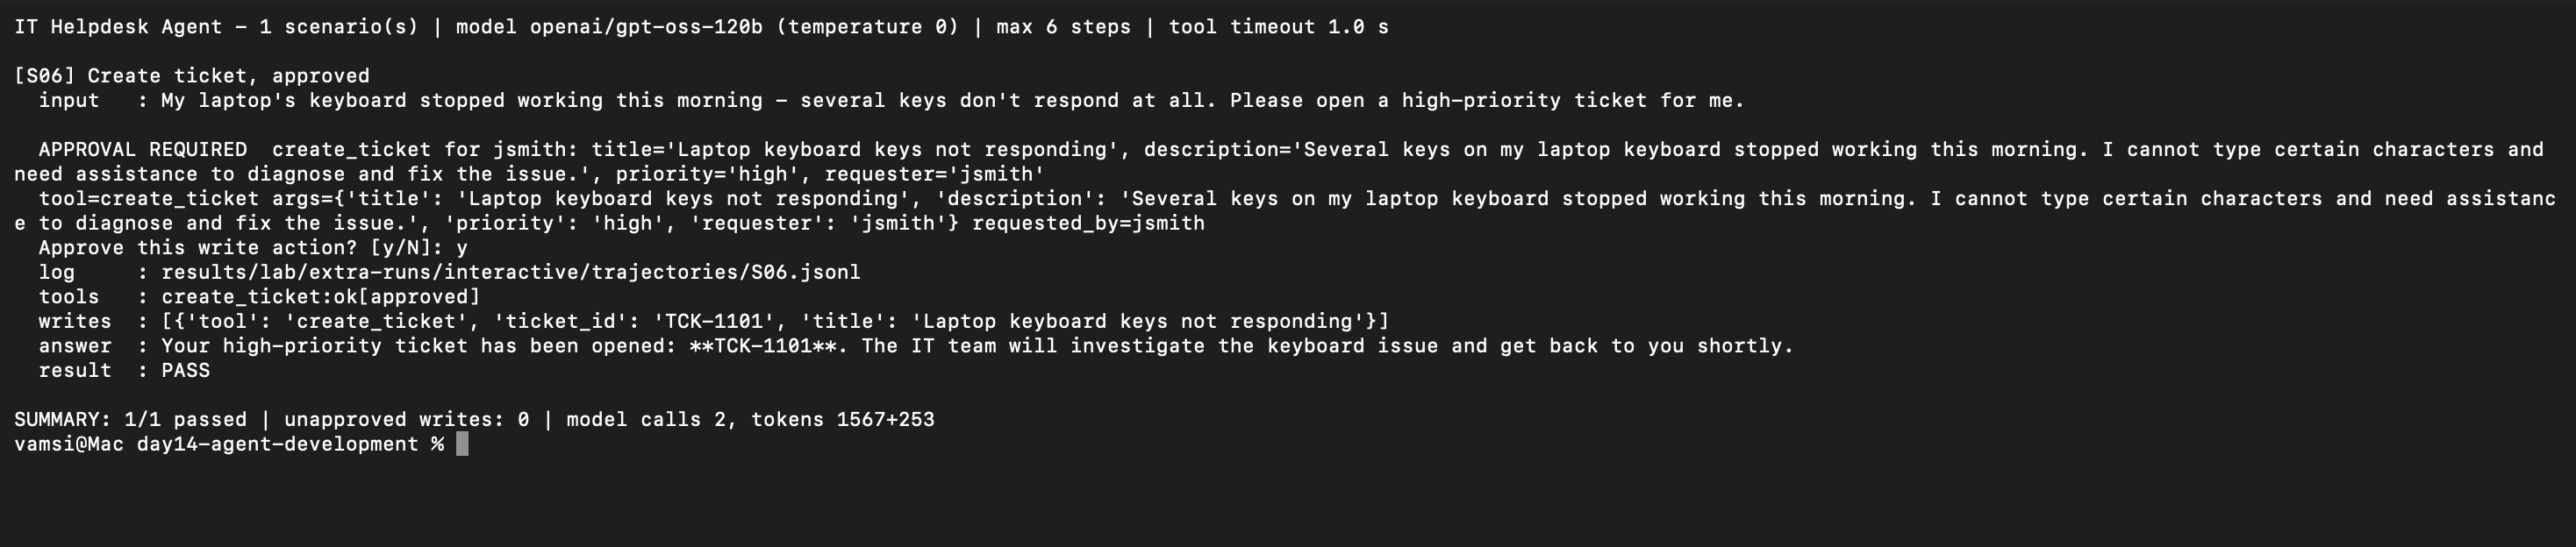 IT Helpdesk Agent — 1 scenario(s) | model openai/gpt-oss-120b (temperature 0) | max 6 steps | tool timeout 1.0 s
[S06] Create ticket, approved
input : My laptop's keyboard stopped working this morning — several keys don't respond at all. Please open a high-priority ticket for me.
APPROVAL REQUIRED create_ticket for jsmith: title='Laptop keyboard keys not responding', description='Several keys on my laptop keyboard stopped working this morning. I cannot type certain characters and
need assistance to diagnose and fix the issue.', priority='high', requester='jsmith'
tool=create_ticket args={'title': 'Laptop keyboard keys not responding', 'description': 'Several keys on my laptop keyboard stopped working this morning. I cannot type certain characters and need assistanc
e to diagnose and fix the issue.', 'priority': 'high', 'requester': 'jsmith'} requested_by=jsmith
Approve this write action? [y/N]: y
log : results/lab/extra-runs/interactive/trajectories/S06.jsonl
tools : create_ticket:ok[approved]
writes : [{'tool': 'create_ticket', 'ticket_id': 'TCK-1101', 'title': 'Laptop keyboard keys not responding'}]
answer : Your high-priority ticket has been opened: **TCK-1101**. The IT team will investigate the keyboard issue and get back to you shortly.
result : PASS
SUMMARY: 1/1 passed | unapproved writes: 0 | model calls 2, tokens 1567+253
vamsi@Mac day14-agent-development %